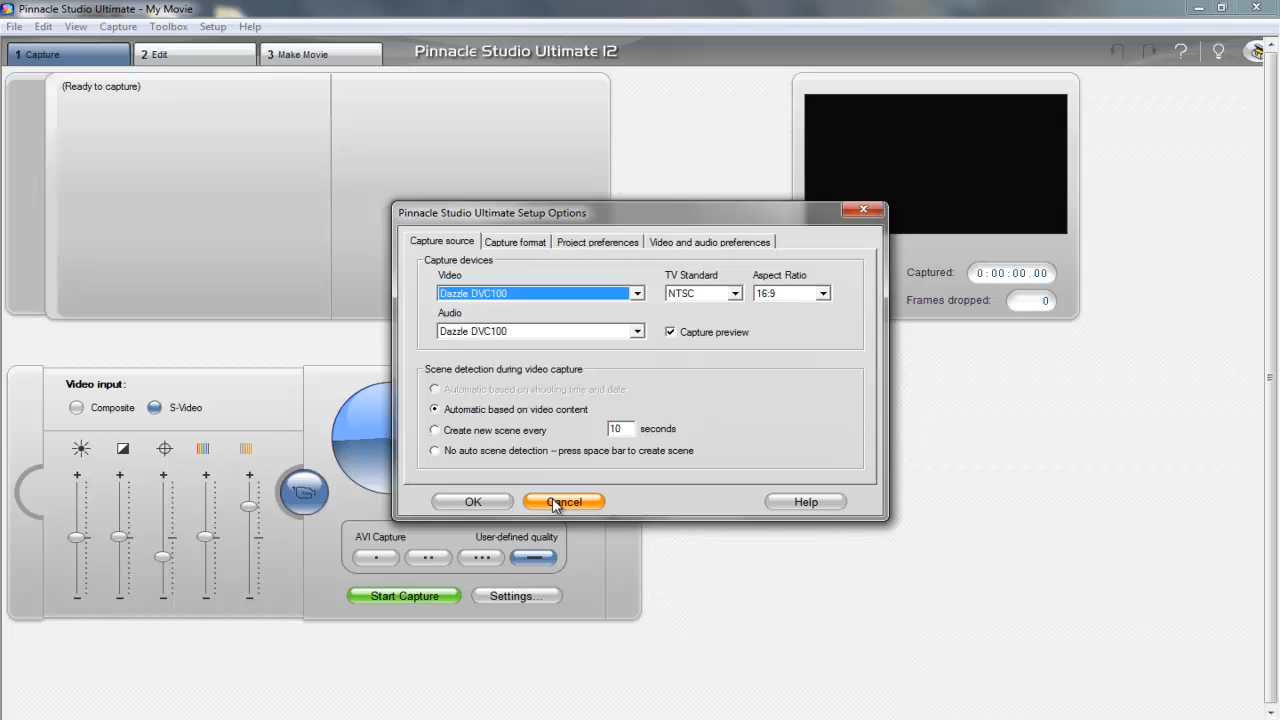 Pinnacle Studio Ultimate - My Movie
File Edit View Capture Toolbox Setup Help
1 Capture 2 Edit 3 Make Movie Pinnacle Studio Ultimate 12
(Ready to capture)
Pinnacle Studio Ultimate Setup Options
Capture source Capture format Project preferences Video and audio preferences
Capture devices
Video TV Standard Aspect Ratio
Dazzle DVC100 NTSC 16:9
Audio
Dazzle DVC100 Capture preview
Scene detection during video capture
Automatic based on shooting time and date
Automatic based on video content
Create new scene every 10 seconds
No auto scene detection -- press space bar to create scene
OK Cancel Help
Captured: 0:00:00.00
Frames dropped: 0
Video input:
Composite S-Video
AVI Capture User-defined quality
Start Capture Settings...